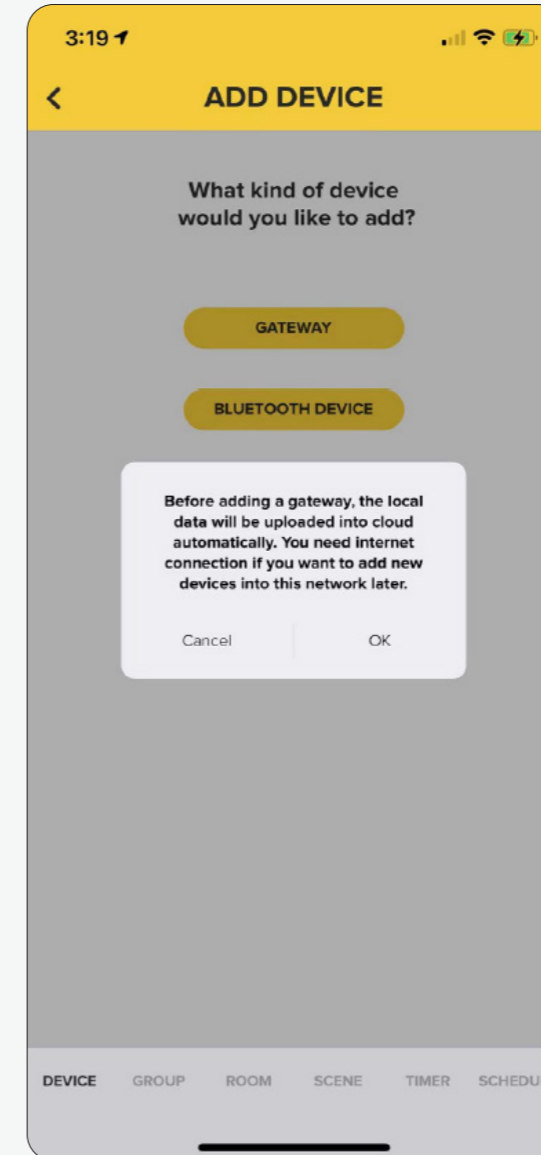 3:19
ADD DEVICE
What kind of device
would you like to add?
GATEWAY
BLUETOOTH DEVICE
Before adding a gateway, the local
data will be uploaded into cloud
automatically. You need internet
connection if you want to add new
devices into this network later.
Cancel OK
DEVICE GROUP ROOM SCENE TIMER SCHEDU